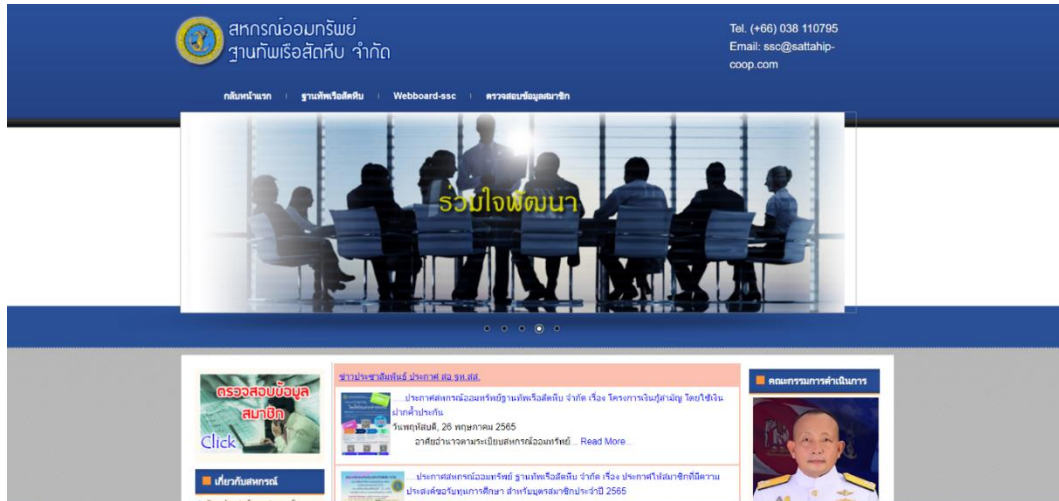 สหกรณ์ออมทรัพย์
ฐานทัพเรือสัตหีบ จำกัด
Tel. (+66) 038 110795
Email: ssc@sattahip-
coop.com
กลับหน้าแรก
ฐานทัพเรือสัตหีบ
Webboard-ssc
ตรวจสอบข้อมูลสมาชิก
ร่วมใจพัฒนา
ตรวจสอบข้อมูล
สมาชิก
Click
เกี่ยวกับสหกรณ์
ข่าวประชาสัมพันธ์ ประกาศ สอ.ฐท.สส.
.....ประกาศสหกรณ์ออมทรัพย์ฐานทัพเรือสัตหีบ จำกัด เรื่อง โครงการเงินกู้สามัญ โดยใช้เงิน
ฝากค้ำประกัน
วันพฤหัสบดี, 26 พฤษภาคม 2565
อาศัยอำนาจตามระเบียบสหกรณ์ออมทรัพย์... Read More...
.....ประกาศสหกรณ์ออมทรัพย์ ฐานทัพเรือสัตหีบ จำกัด เรื่อง ประกาศให้สมาชิกที่มีความ
ประสงค์ขอรับทุนการศึกษา สำหรับบุตรสมาชิกประจำปี 2565
คณะกรรมการดำเนินการ